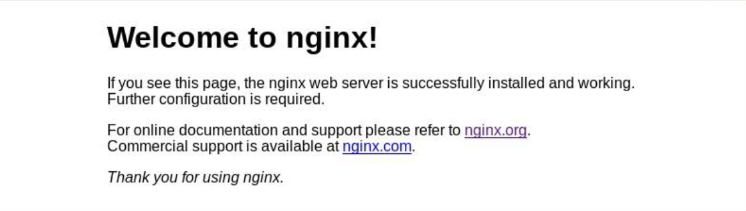 Welcome to nginx!
If you see this page, the nginx web server is successfully installed and working.
Further configuration is required.
For online documentation and support please refer to nginx.org.
Commercial support is available at nginx.com.
Thank you for using nginx.